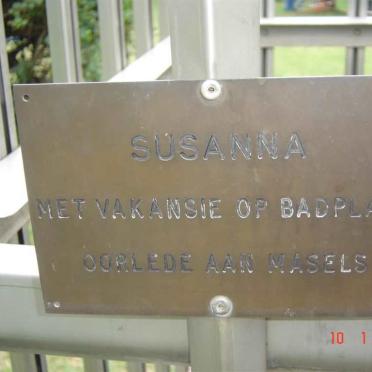 SUSANNA
MET VAKANSIE OP BADPLA
OORLEDE AAN MASELS
10 1